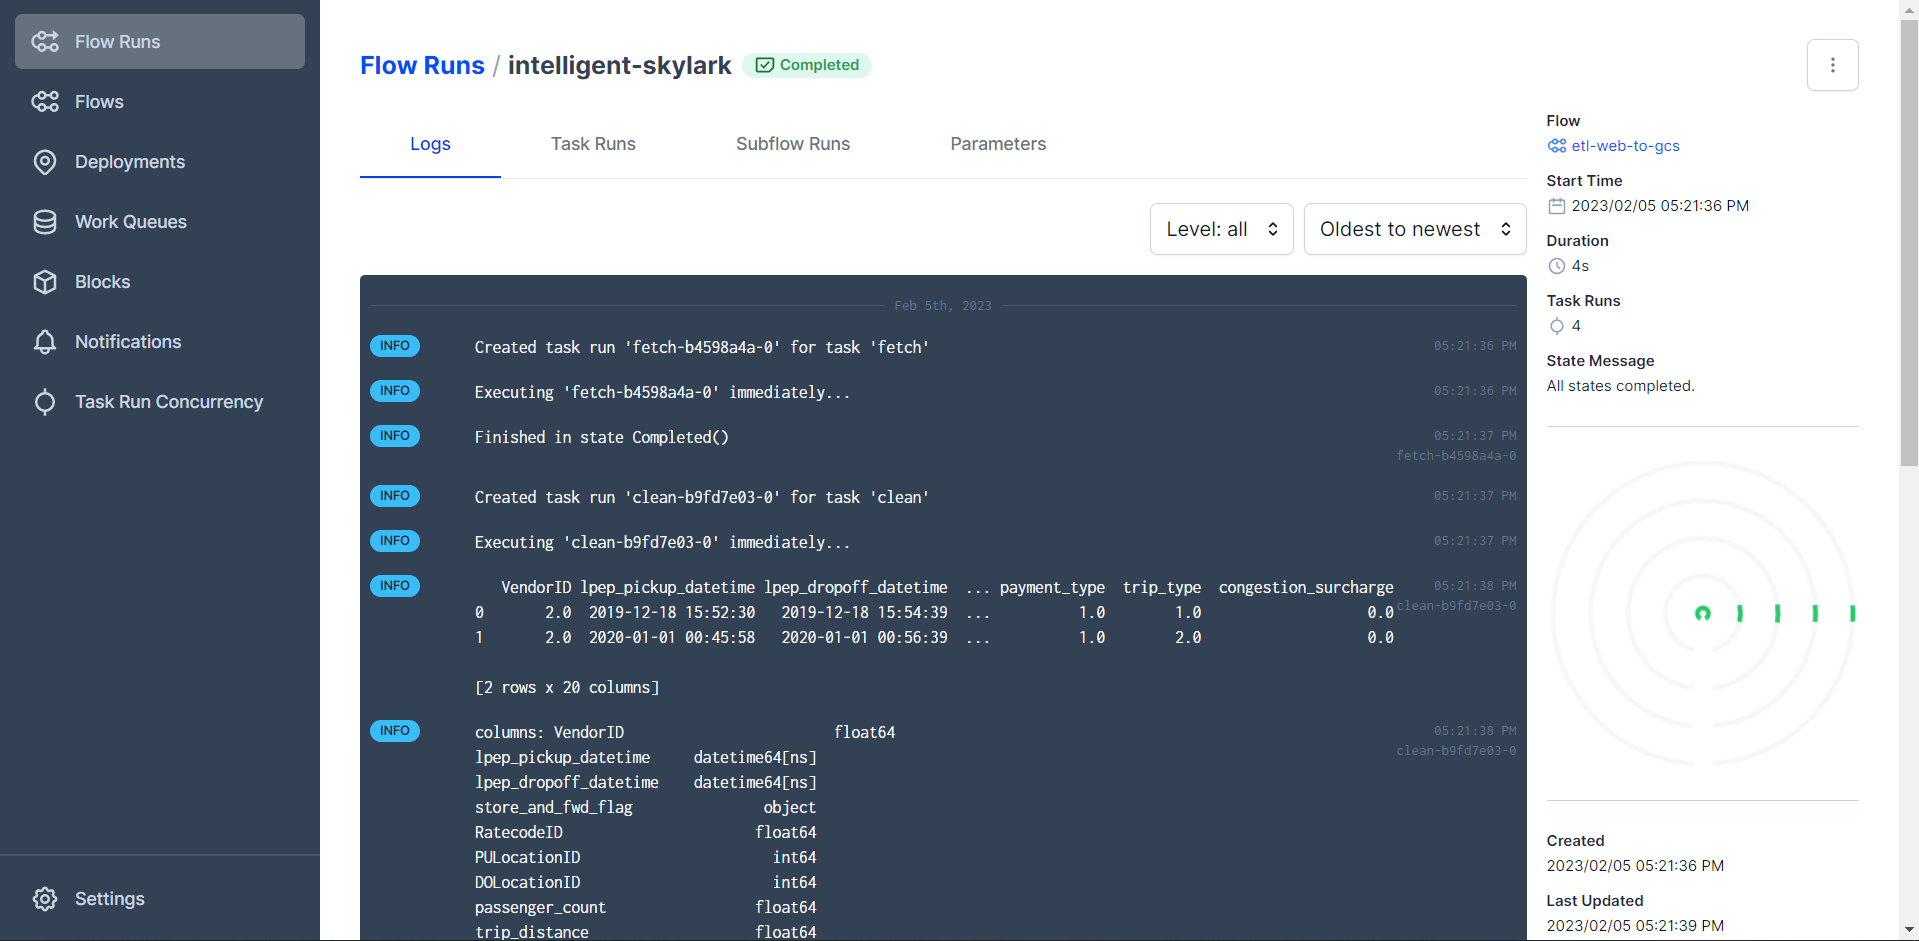 Flow Runs
Flows
Deployments
Work Queues
Blocks
Notifications
Task Run Concurrency
Settings
Flow Runs / intelligent-skylark Completed
Logs Task Runs Subflow Runs Parameters
Level: all Oldest to newest
Feb 5th, 2023
INFO Created task run 'fetch-b4598a4a-0' for task 'fetch' 05:21:36 PM
INFO Executing 'fetch-b4598a4a-0' immediately... 05:21:36 PM
INFO Finished in state Completed() 05:21:37 PM
fetch-b4598a4a-0
INFO Created task run 'clean-b9fd7e03-0' for task 'clean' 05:21:37 PM
INFO Executing 'clean-b9fd7e03-0' immediately... 05:21:37 PM
INFO VendorID lpep_pickup_datetime lpep_dropoff_datetime ... payment_type trip_type congestion_surcharge 05:21:38 PM
clean-b9fd7e03-0
0 2.0 2019-12-18 15:52:30 2019-12-18 15:54:39 ... 1.0 1.0 0.0
1 2.0 2020-01-01 00:45:58 2020-01-01 00:56:39 ... 1.0 2.0 0.0
[2 rows x 20 columns]
INFO columns: VendorID float64 05:21:38 PM
clean-b9fd7e03-0
lpep_pickup_datetime datetime64[ns]
lpep_dropoff_datetime datetime64[ns]
store_and_fwd_flag object
RatecodeID float64
PULocationID int64
DOLocationID int64
passenger_count float64
trip_distance float64
Flow
etl-web-to-gcs
Start Time
2023/02/05 05:21:36 PM
Duration
4s
Task Runs
4
State Message
All states completed.
Created
2023/02/05 05:21:36 PM
Last Updated
2023/02/05 05:21:39 PM